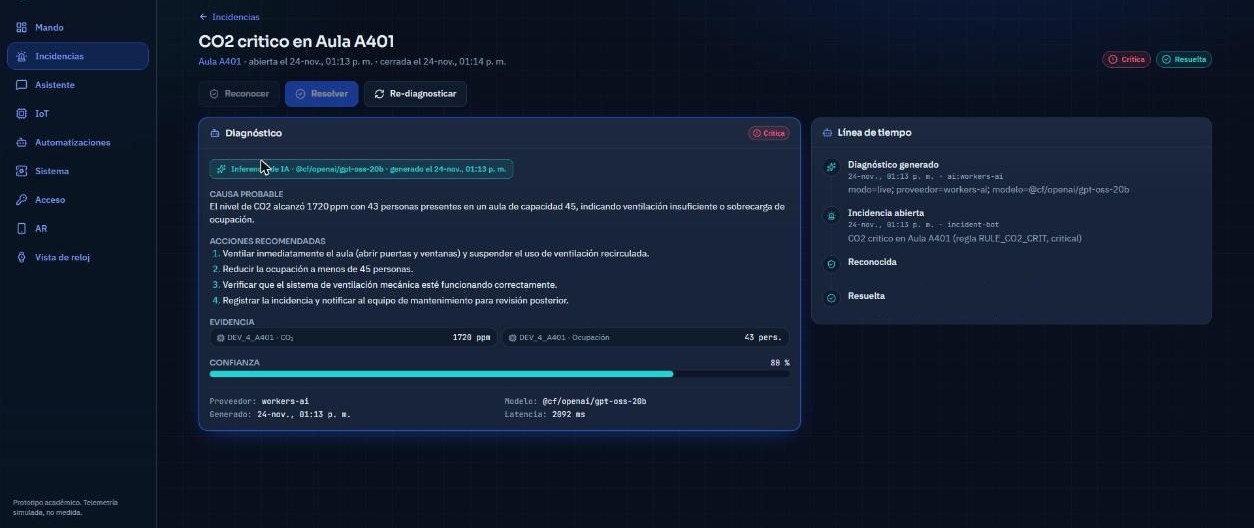 Mando
Incidencias
Asistente
IoT
Automatizaciones
Sistema
Acceso
AR
Vista de reloj
Prototipo académico. Telemetría
simulada, no medida.
← Incidencias
CO2 critico en Aula A401
Aula A401 · abierta el 24-nov., 01:13 p. m. · cerrada el 24-nov., 01:14 p. m.
Crítica
Resuelta
Reconocer
Resolver
Re-diagnosticar
Diagnóstico
Crítica
Inferencia de IA · @cf/openai/gpt-oss-20b · generado el 24-nov., 01:13 p. m.
CAUSA PROBABLE
El nivel de CO2 alcanzó 1720 ppm con 43 personas presentes en un aula de capacidad 45, indicando ventilación insuficiente o sobrecarga de
ocupación.
ACCIONES RECOMENDADAS
1. Ventilar inmediatamente el aula (abrir puertas y ventanas) y suspender el uso de ventilación recirculada.
2. Reducir la ocupación a menos de 45 personas.
3. Verificar que el sistema de ventilación mecánica esté funcionando correctamente.
4. Registrar la incidencia y notificar al equipo de mantenimiento para revisión posterior.
EVIDENCIA
DEV_4_A401 · CO₂ 1720 ppm
DEV_4_A401 · Ocupación 43 pers.
CONFIANZA 80 %
Proveedor: workers-ai
Modelo: @cf/openai/gpt-oss-20b
Generado: 24-nov., 01:13 p. m.
Latencia: 2092 ms
Línea de tiempo
Diagnóstico generado
24-nov., 01:13 p. m. · ai:workers-ai
modo=live; proveedor=workers-ai; modelo=@cf/openai/gpt-oss-20b
Incidencia abierta
24-nov., 01:13 p. m. · incident-bot
CO2 critico en Aula A401 (regla RULE_CO2_CRIT, critical)
Reconocida
Resuelta